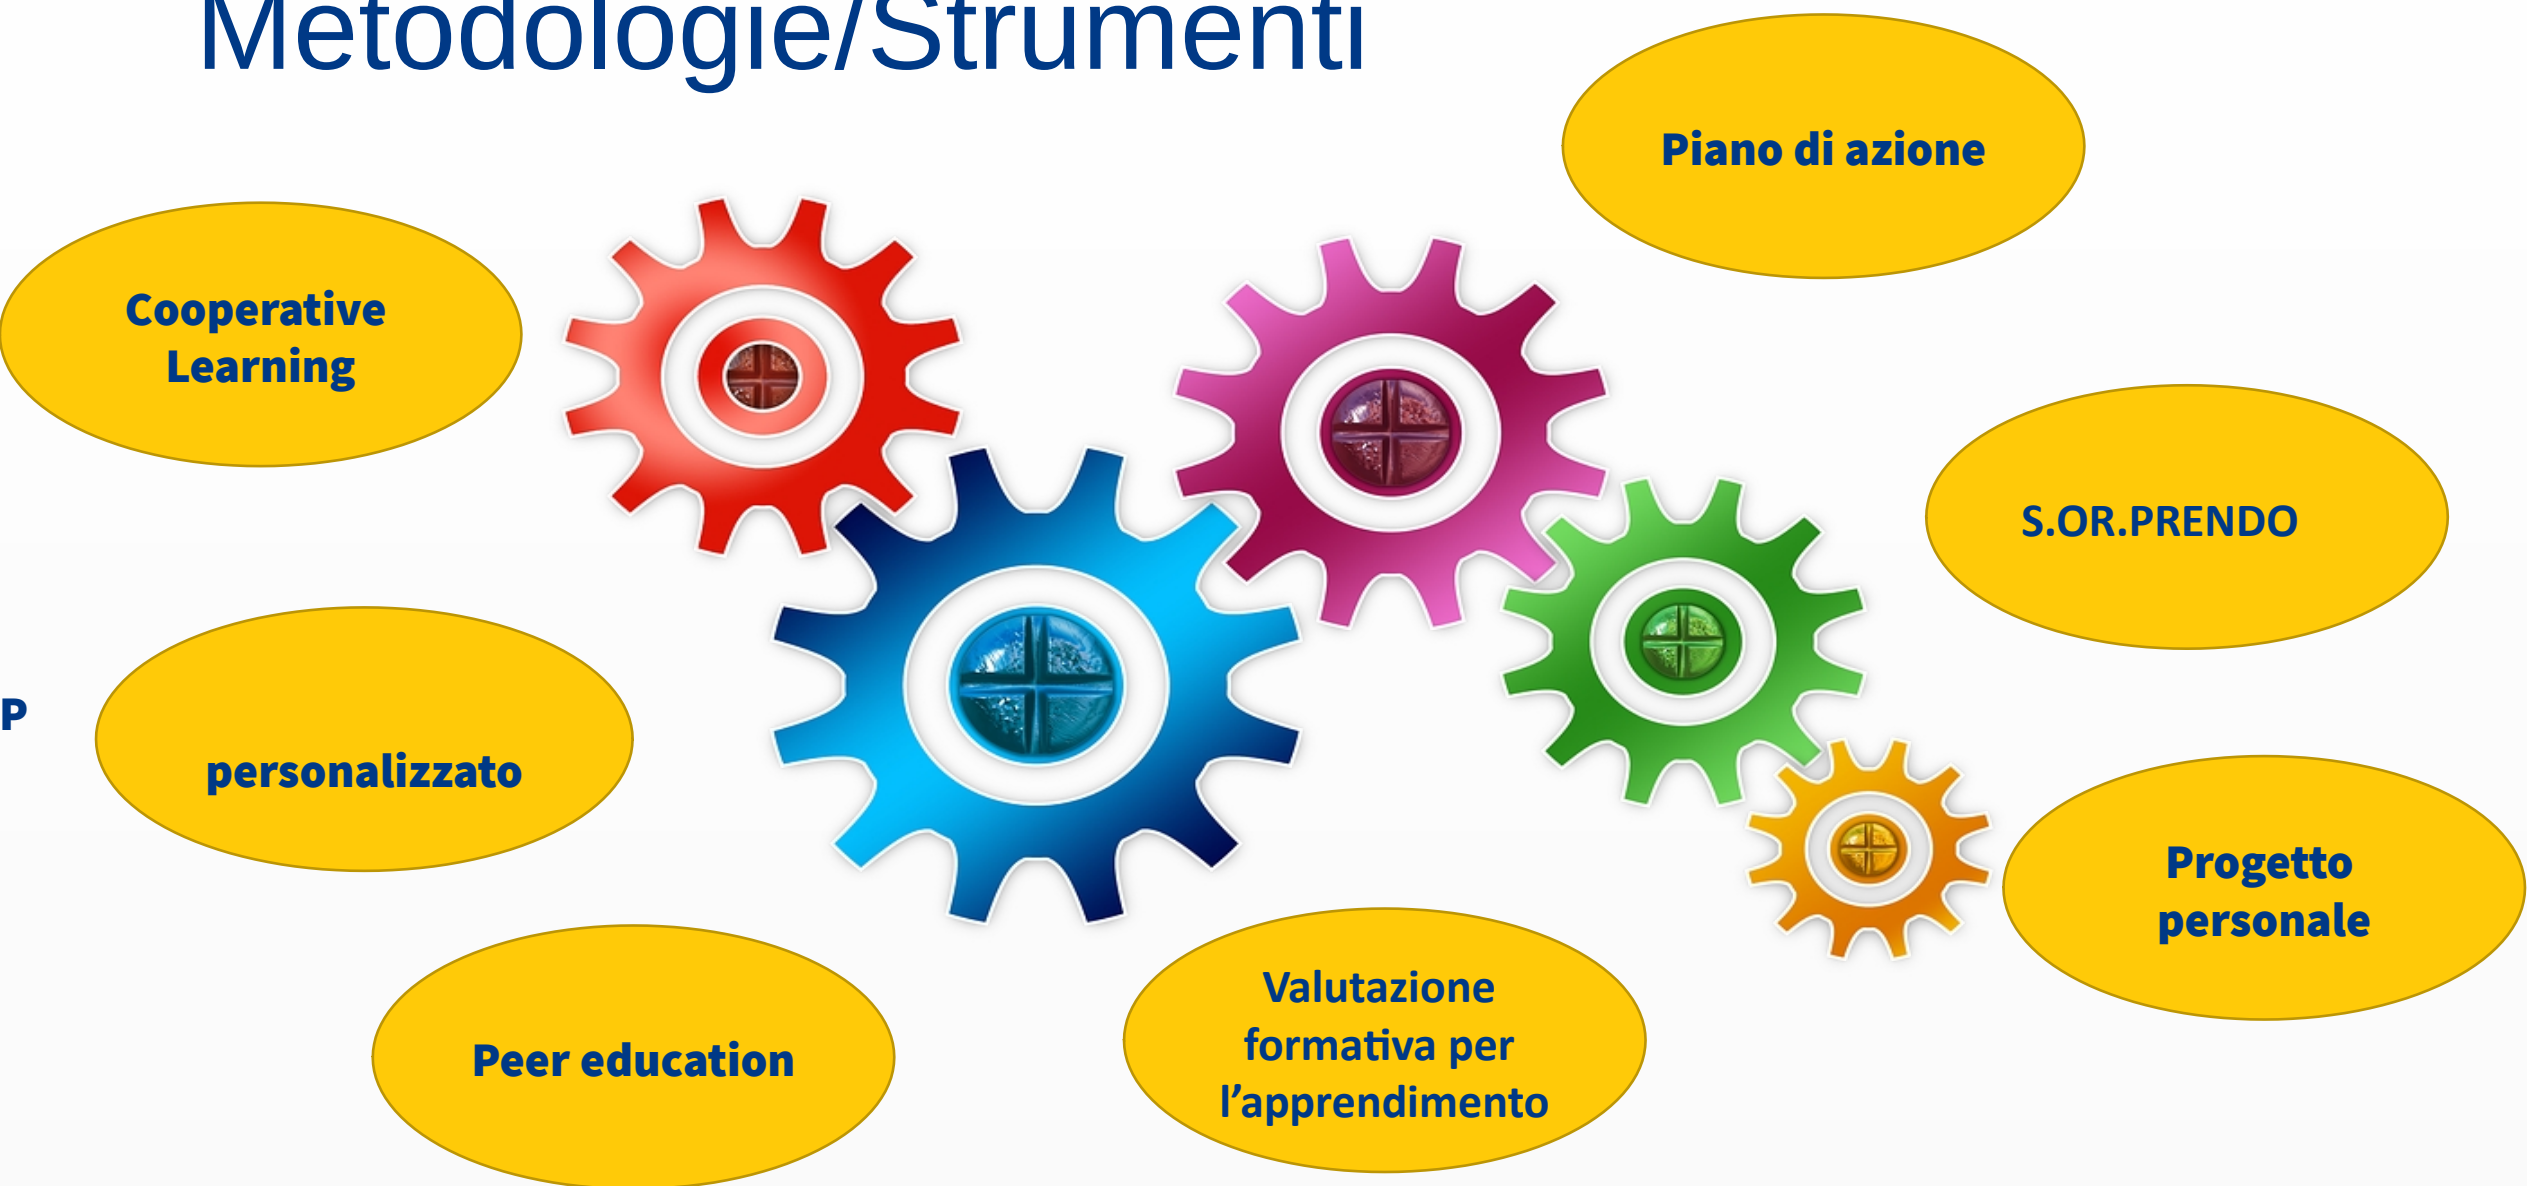 Metodologie/Strumenti
Piano di azione
Cooperative
Learning
S.OR.PRENDO
P
personalizzato
Progetto
personale
Peer education
Valutazione
formativa per
l’apprendimento